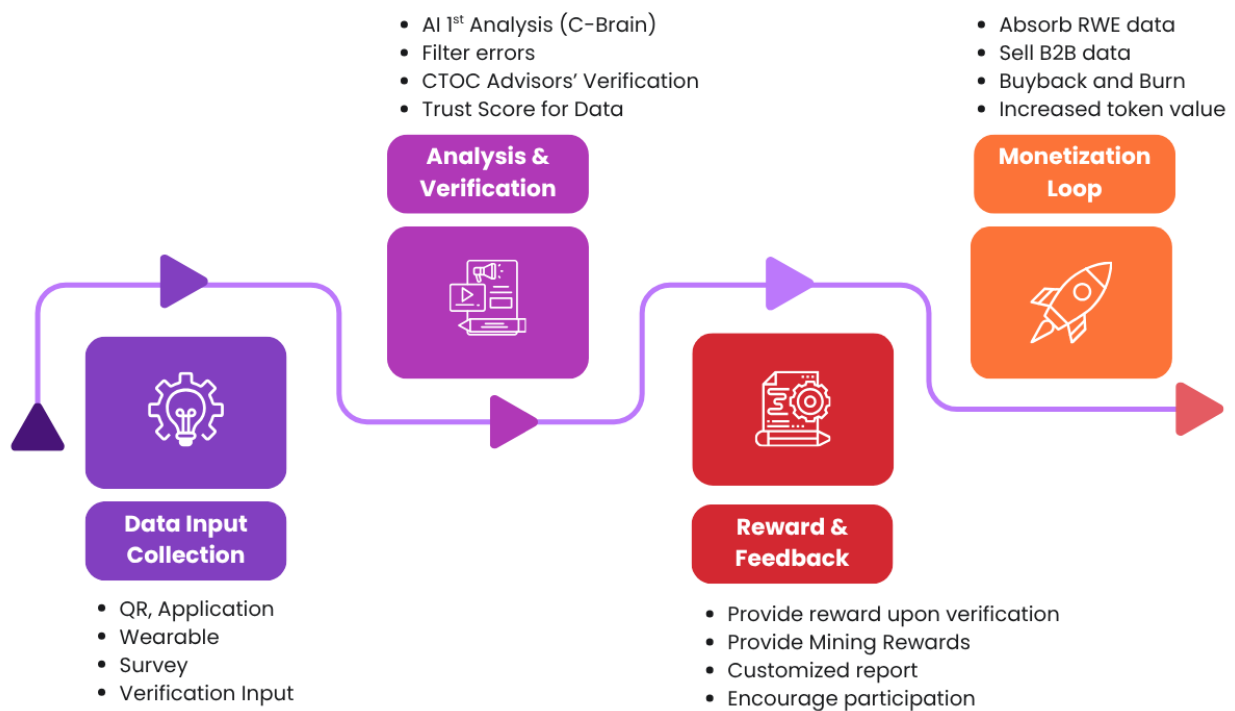 • AI 1st Analysis (C-Brain)
• Filter errors
• CTOC Advisors’ Verification
• Trust Score for Data
Analysis &
Verification
• Absorb RWE data
• Sell B2B data
• Buyback and Burn
• Increased token value
Monetization
Loop
Data Input
Collection
• QR, Application
• Wearable
• Survey
• Verification Input
Reward &
Feedback
• Provide reward upon verification
• Provide Mining Rewards
• Customized report
• Encourage participation